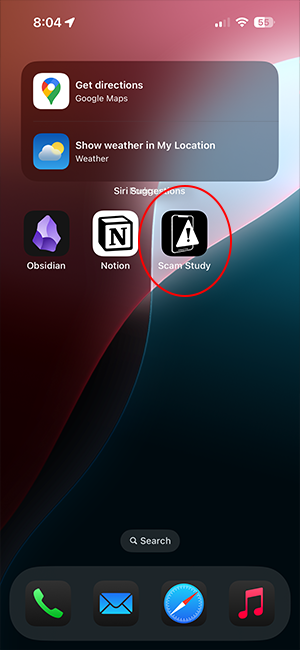 8:04
55
Get directions
Google Maps
Show weather in My Location
Weather
Siri Suggestions
Obsidian
N
Notion
Scam Study
Search